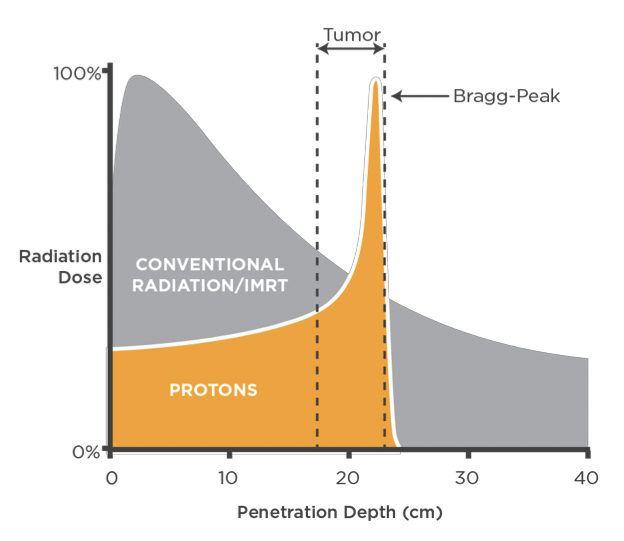 Tumor
100%
Bragg-Peak
Radiation
Dose
CONVENTIONAL
RADIATION/IMRT
PROTONS
0%
0 10 20 30 40
Penetration Depth (cm)